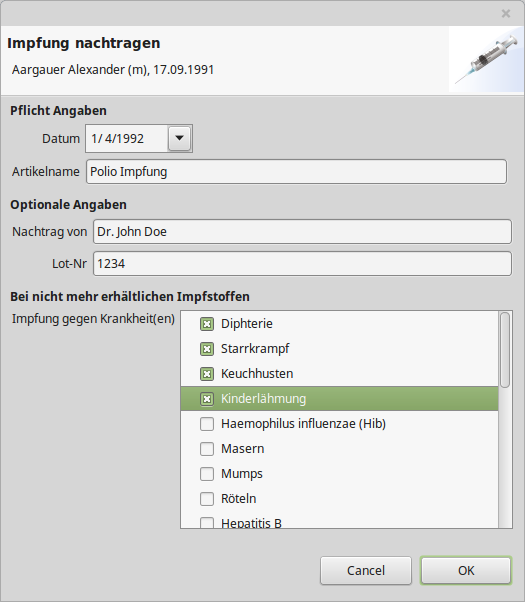 Impfung nachtragen
Aargauer Alexander (m), 17.09.1991
Pflicht Angaben
Datum 1/ 4/1992
Artikelname Polio Impfung
Optionale Angaben
Nachtrag von Dr. John Doe
Lot-Nr 1234
Bei nicht mehr erhältlichen Impfstoffen
Impfung gegen Krankheit(en)
Diphterie
Starrkrampf
Keuchhusten
Kinderlähmung
Haemophilus influenzae (Hib)
Masern
Mumps
Röteln
Hepatitis B
Cancel OK